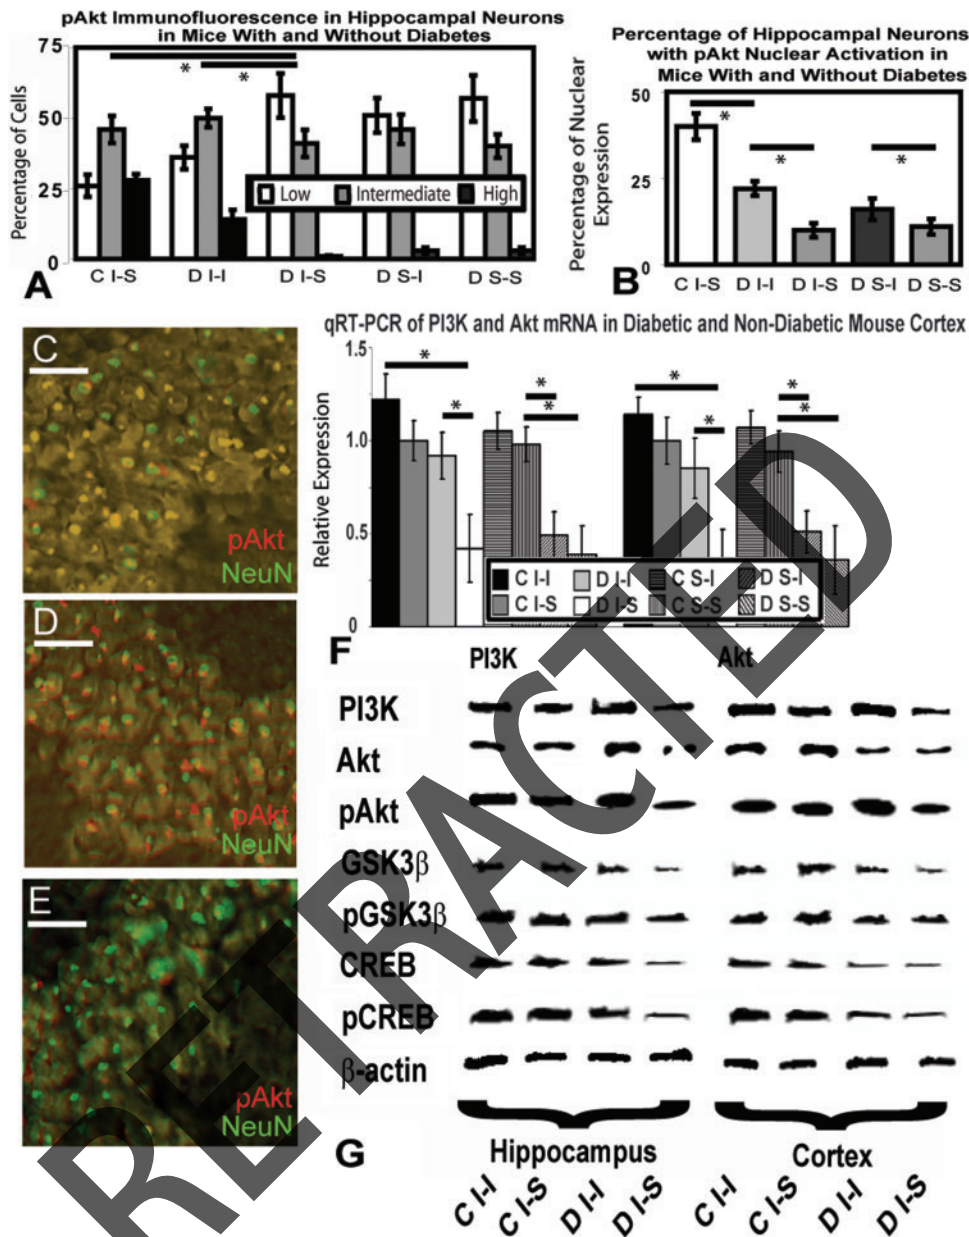 pAkt Immunofluorescence in Hippocampal Neurons
in Mice With and Without Diabetes
75
50
25
0
Percentage of Cells
*
*
Low Intermediate High
C I-S D I-I D I-S D S-I D S-S
A
Percentage of Hippocampal Neurons
with pAkt Nuclear Activation in
Mice With and Without Diabetes
50
25
0
Percentage of Nuclear
Expression
* * *
C I-S D I-I D I-S D S-I D S-S
B
C
pAkt
NeuN
D
pAkt
NeuN
E
pAkt
NeuN
qRT-PCR of PI3K and Akt mRNA in Diabetic and Non-Diabetic Mouse Cortex
1.5
1.0
0.5
0
Relative Expression
* * * *
* * * *
C I-I D I-I C S-I D S-I
C I-S D I-S C S-S D S-S
F
PI3K Akt
PI3K
Akt
pAkt
GSK3β
pGSK3β
CREB
pCREB
β-actin
G
Hippocampus Cortex
C I-I C I-S D I-I D I-S C I-I C I-S D I-I D I-S
RETRACTED